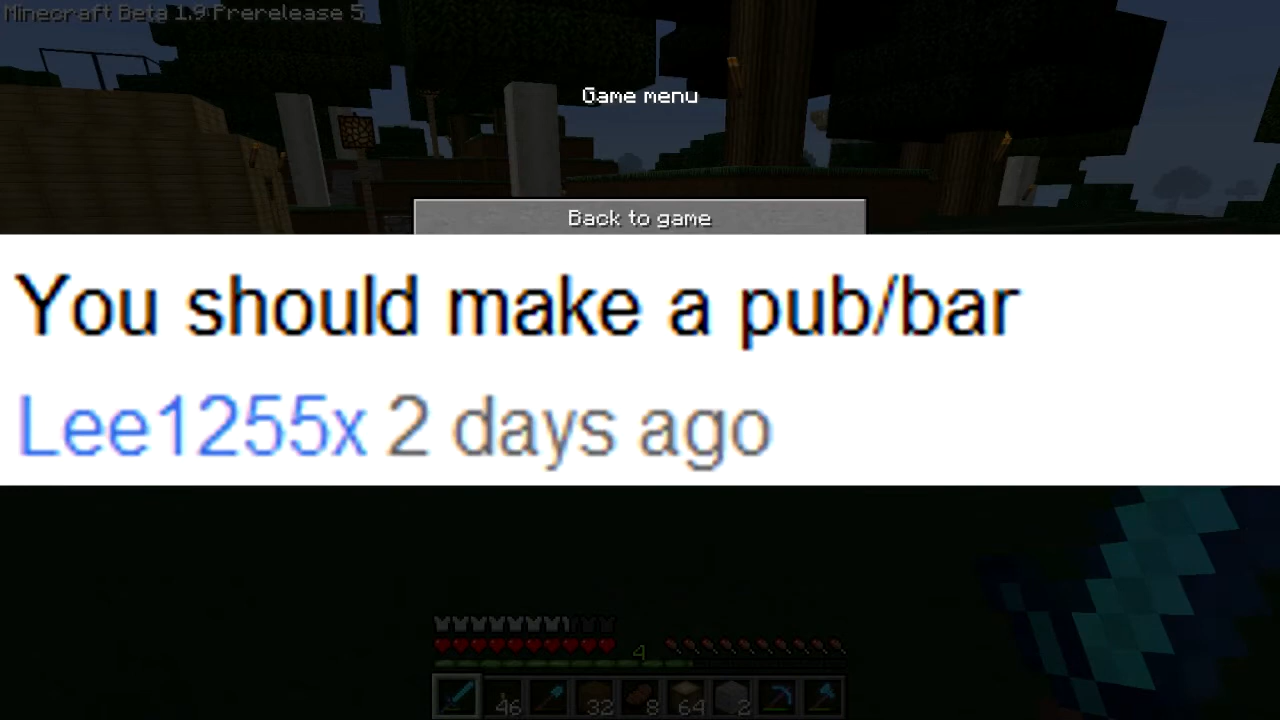 Minecraft Beta 1.9 Prerelease 5
Game menu
Back to game
You should make a pub/bar
Lee1255x 2 days ago
4
46 32 8 64 2